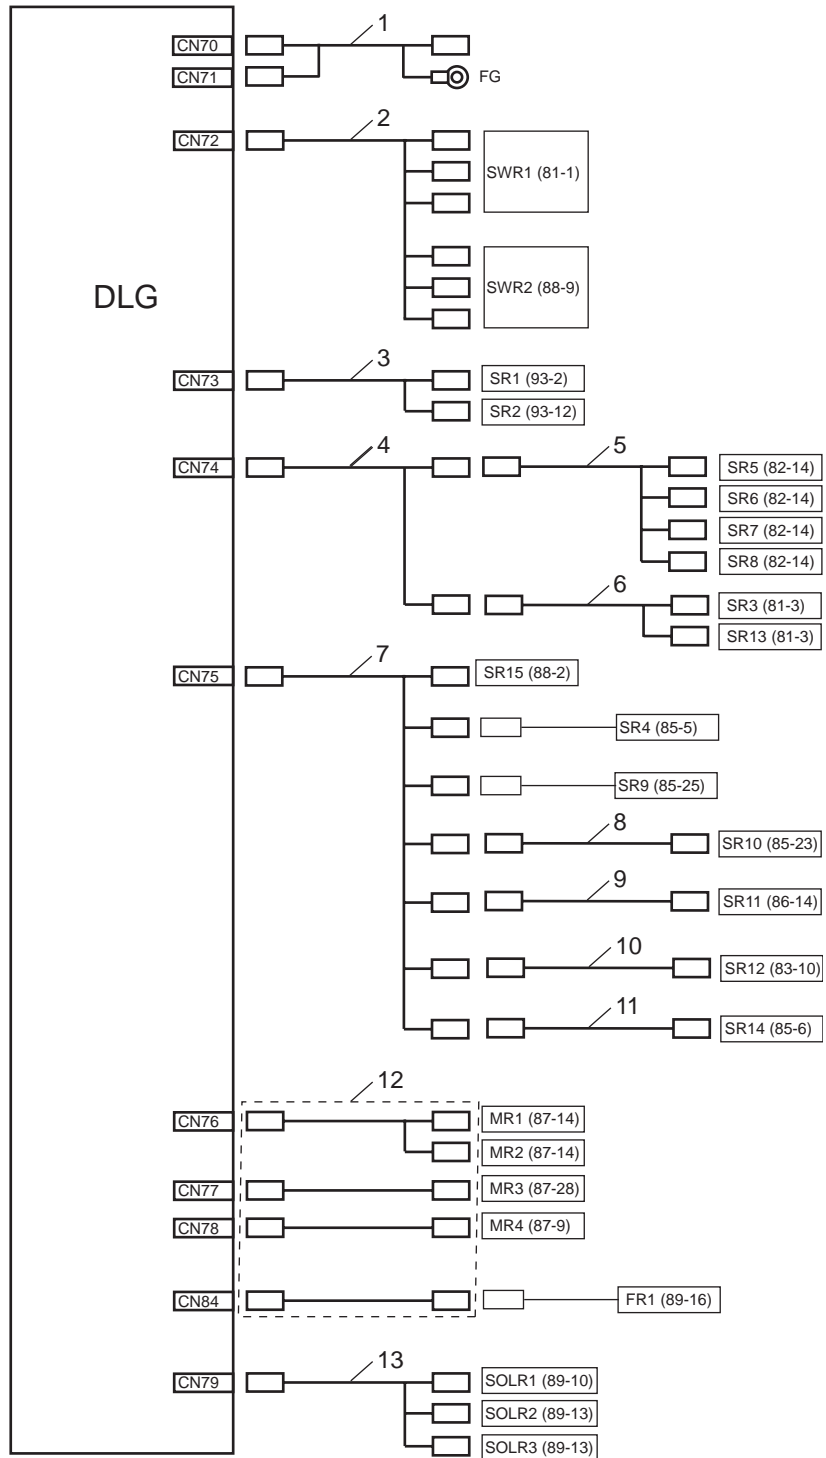 1
CN70
CN71
FG
2
CN72
SWR1 (81-1)
DLG
SWR2 (88-9)
3
CN73
SR1 (93-2)
SR2 (93-12)
4
5
CN74
SR5 (82-14)
SR6 (82-14)
SR7 (82-14)
SR8 (82-14)
6
SR3 (81-3)
SR13 (81-3)
7
CN75
SR15 (88-2)
SR4 (85-5)
SR9 (85-25)
8
SR10 (85-23)
9
SR11 (86-14)
10
SR12 (83-10)
11
SR14 (85-6)
12
CN76
MR1 (87-14)
MR2 (87-14)
CN77
MR3 (87-28)
CN78
MR4 (87-9)
CN84
FR1 (89-16)
13
CN79
SOLR1 (89-10)
SOLR2 (89-13)
SOLR3 (89-13)